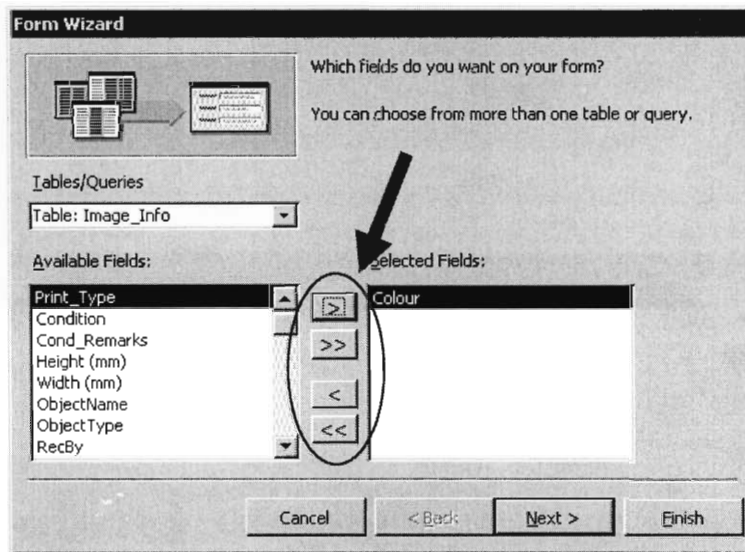 Form Wizard
Which fields do you want on your form?
You can choose from more than one table or query.
Tables/Queries
Table: Image_Info
Available Fields:
Selected Fields:
Print_Type
Condition
Cond_Remarks
Height (mm)
Width (mm)
ObjectName
ObjectType
RecBy
>
>>
<
<<
Colour
Cancel
< Back
Next >
Finish